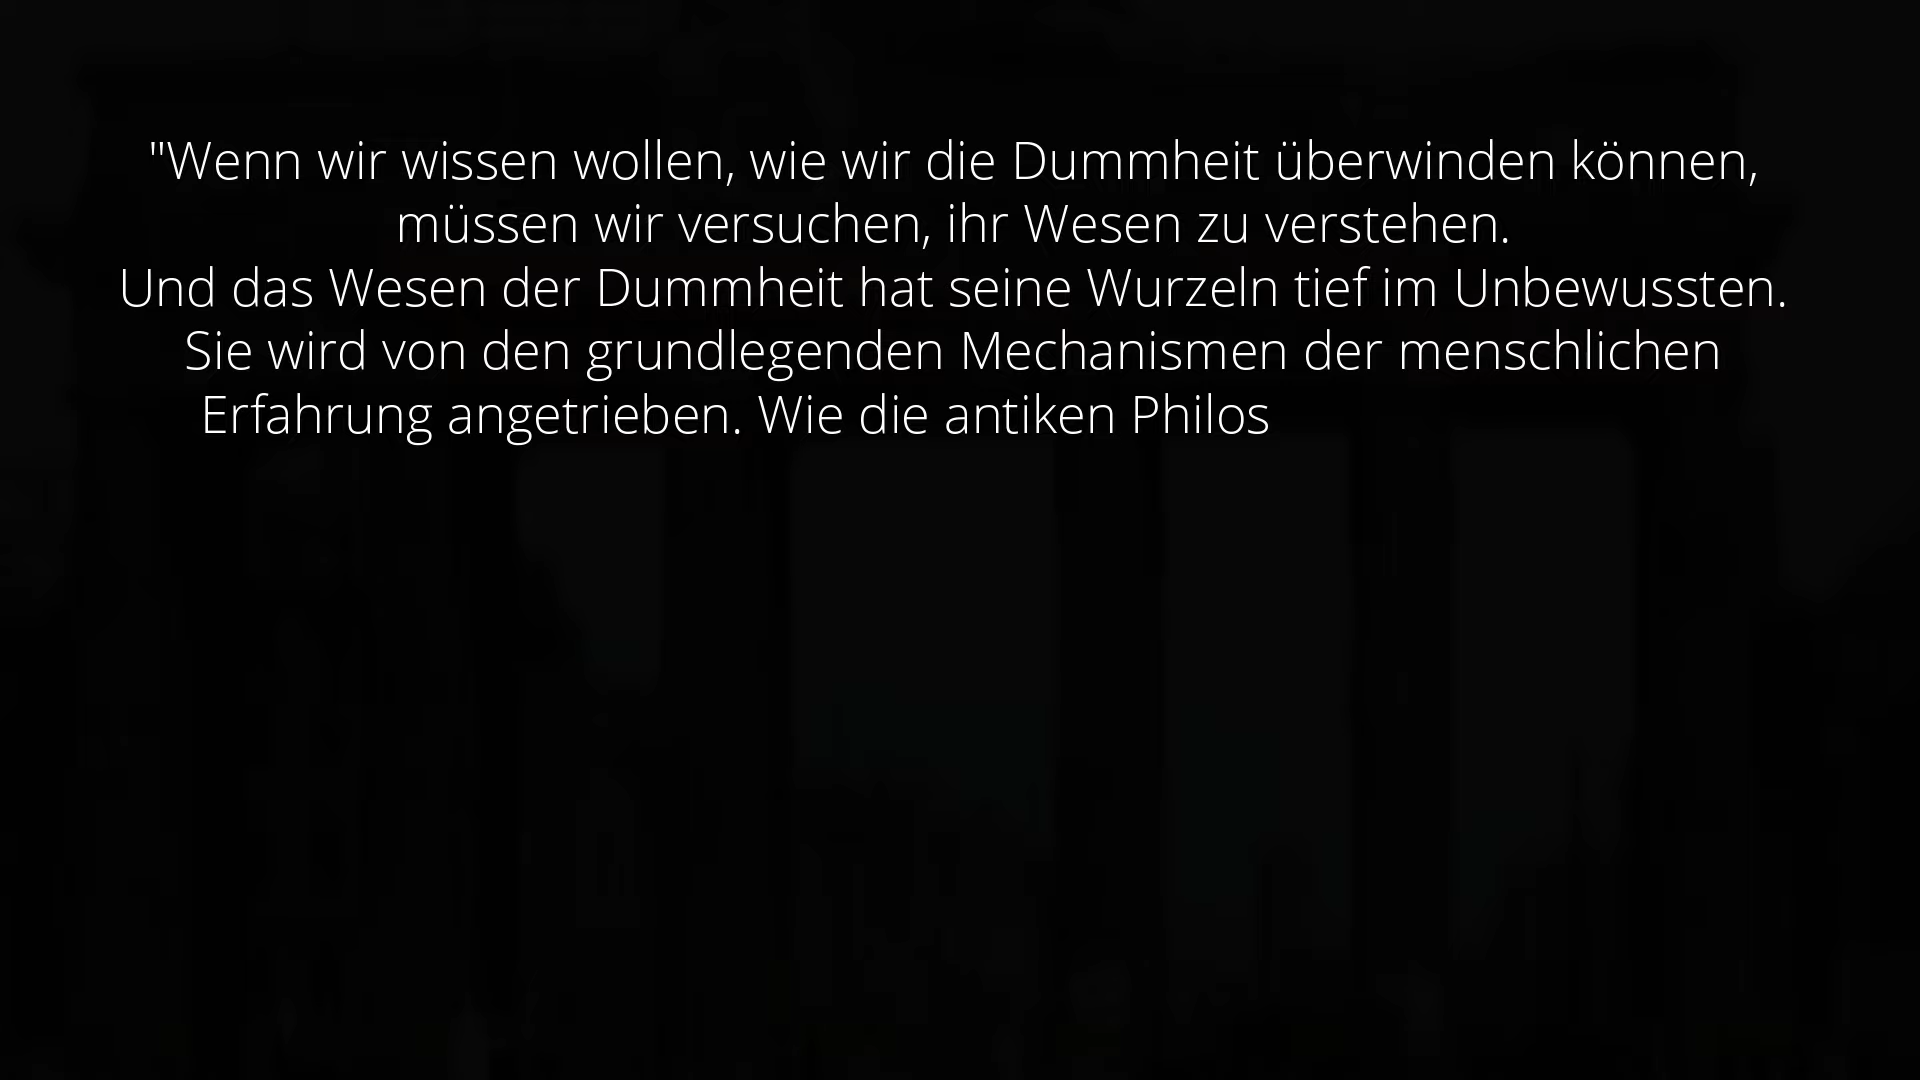 "Wenn wir wissen wollen, wie wir die Dummheit überwinden können,
müssen wir versuchen, ihr Wesen zu verstehen.
Und das Wesen der Dummheit hat seine Wurzeln tief im Unbewussten.
Sie wird von den grundlegenden Mechanismen der menschlichen
Erfahrung angetrieben. Wie die antiken Philos